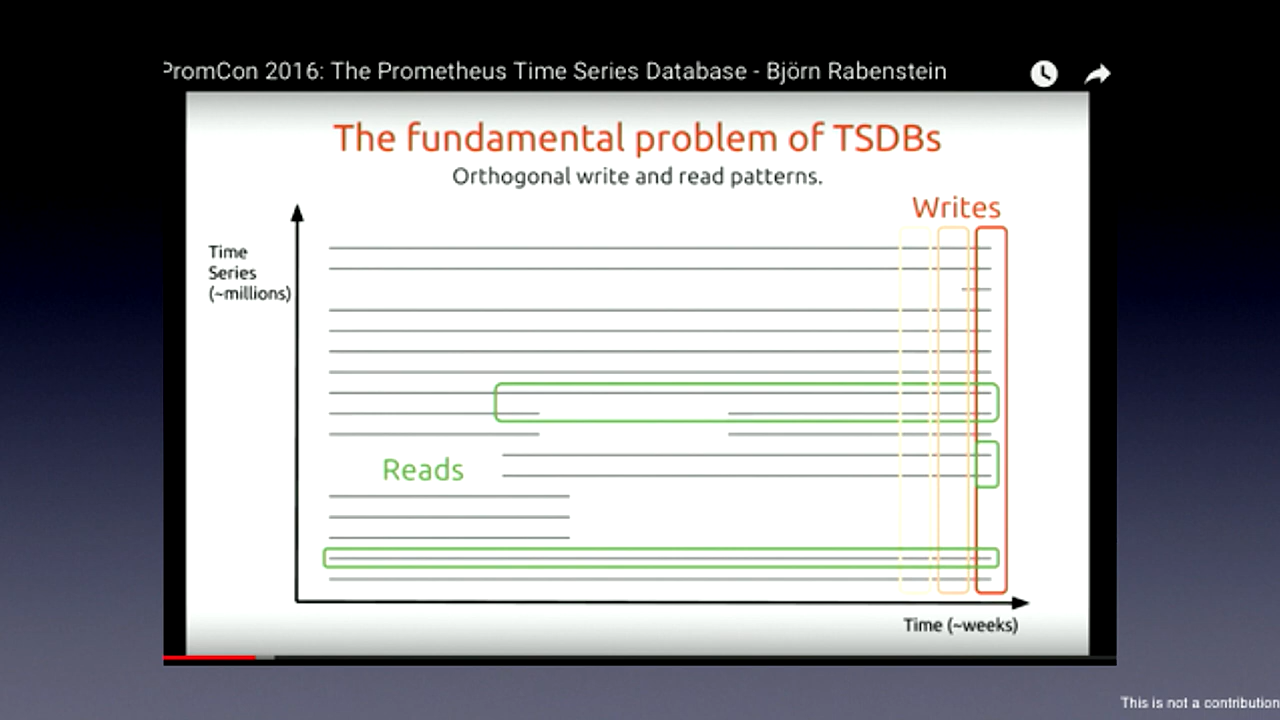 PromCon 2016: The Prometheus Time Series Database - Björn Rabenstein
The fundamental problem of TSDBs
Orthogonal write and read patterns.
Writes
Time
Series
(~millions)
Reads
Time (~weeks)
This is not a contribution